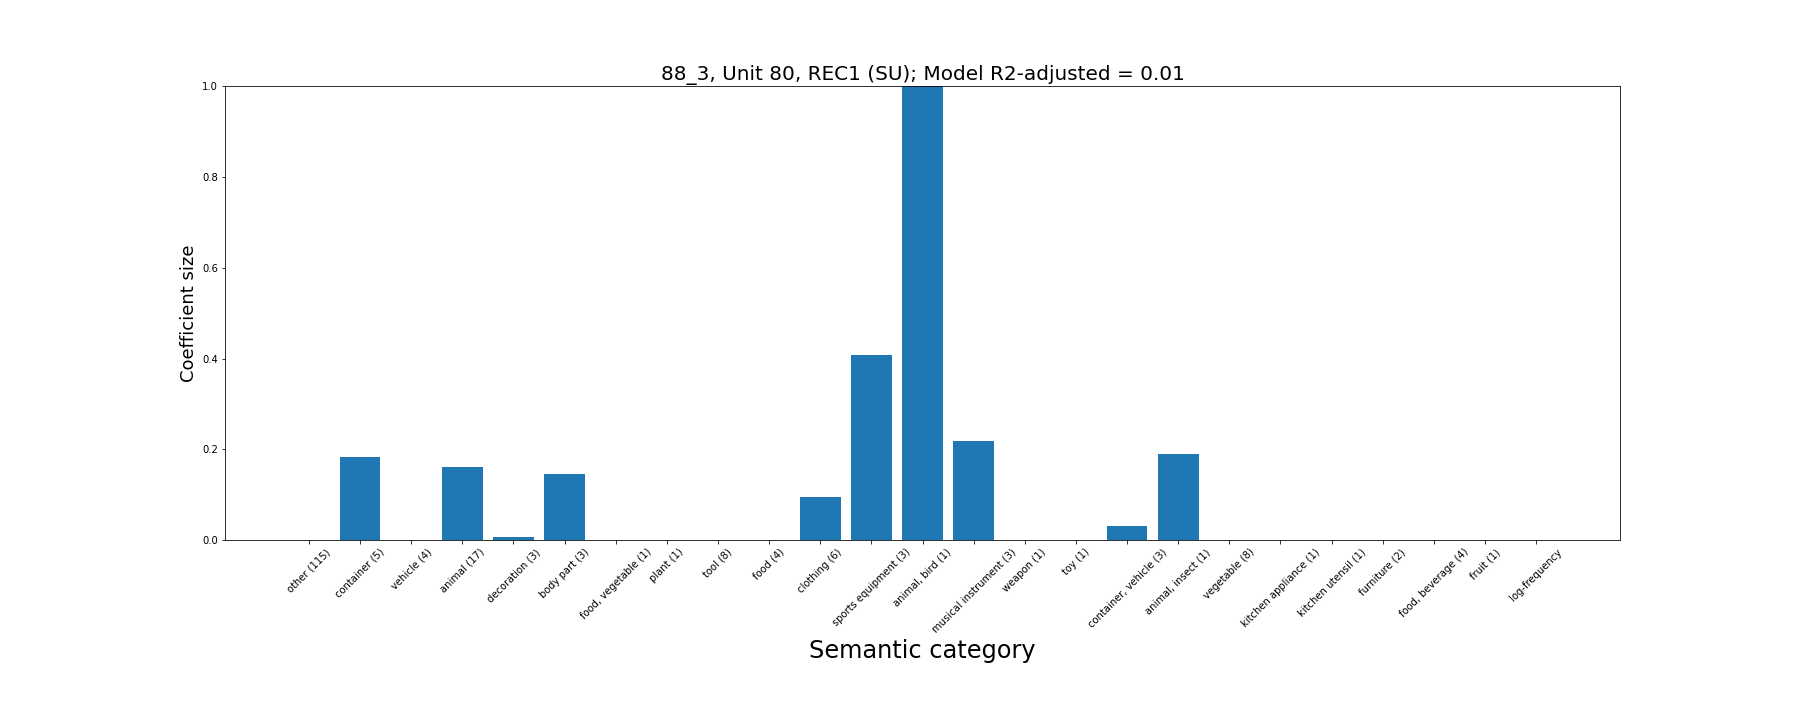 88_3, Unit 80, REC1 (SU); Model R2-adjusted = 0.01
Coefficient size
1.0
0.8
0.6
0.4
0.2
0.0
other (115)
container (5)
vehicle (4)
animal (17)
decoration (3)
body part (3)
food, vegetable (1)
plant (1)
tool (8)
food (4)
clothing (6)
sports equipment (3)
animal, bird (1)
musical instrument (3)
weapon (1)
toy (1)
container, vehicle (3)
animal, insect (1)
vegetable (8)
kitchen appliance (1)
kitchen utensil (1)
furniture (2)
food, beverage (4)
fruit (1)
log-frequency
Semantic category